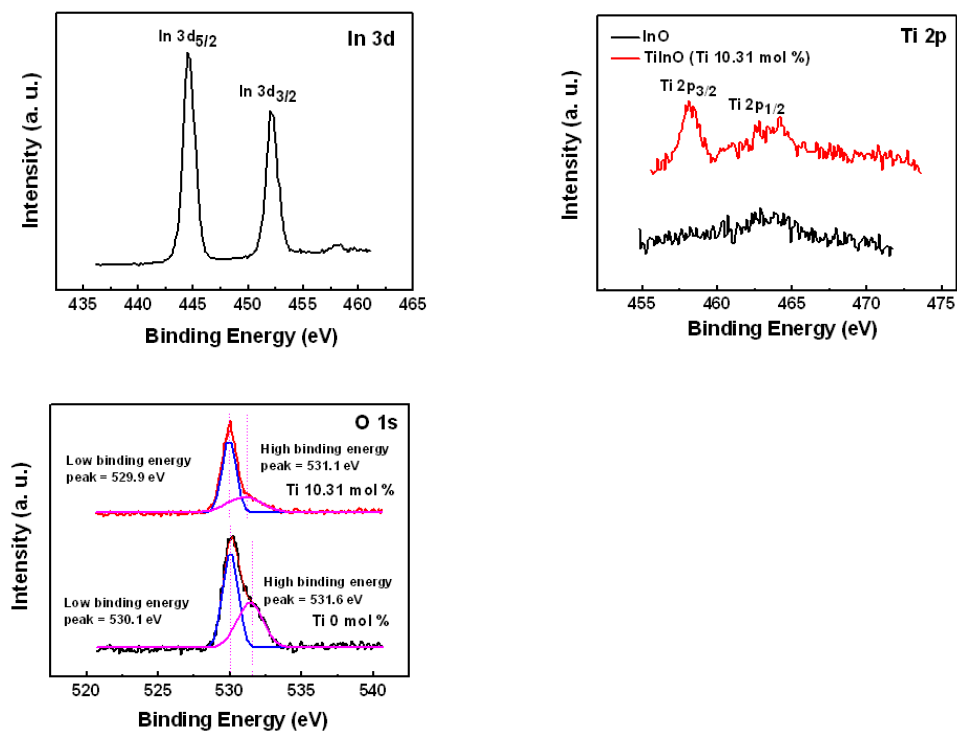 In 3d
In 3d5/2
In 3d3/2
Intensity (a. u.)
435 440 445 450 455 460 465
Binding Energy (eV)
InO
TiInO (Ti 10.31 mol %)
Ti 2p
Ti 2p3/2
Ti 2p1/2
Intensity (a. u.)
455 460 465 470 475
Binding Energy (eV)
O 1s
Low binding energy
peak = 529.9 eV
High binding energy
peak = 531.1 eV
Ti 10.31 mol %
Low binding energy
peak = 530.1 eV
High binding energy
peak = 531.6 eV
Ti 0 mol %
Intensity (a. u.)
520 525 530 535 540
Binding Energy (eV)